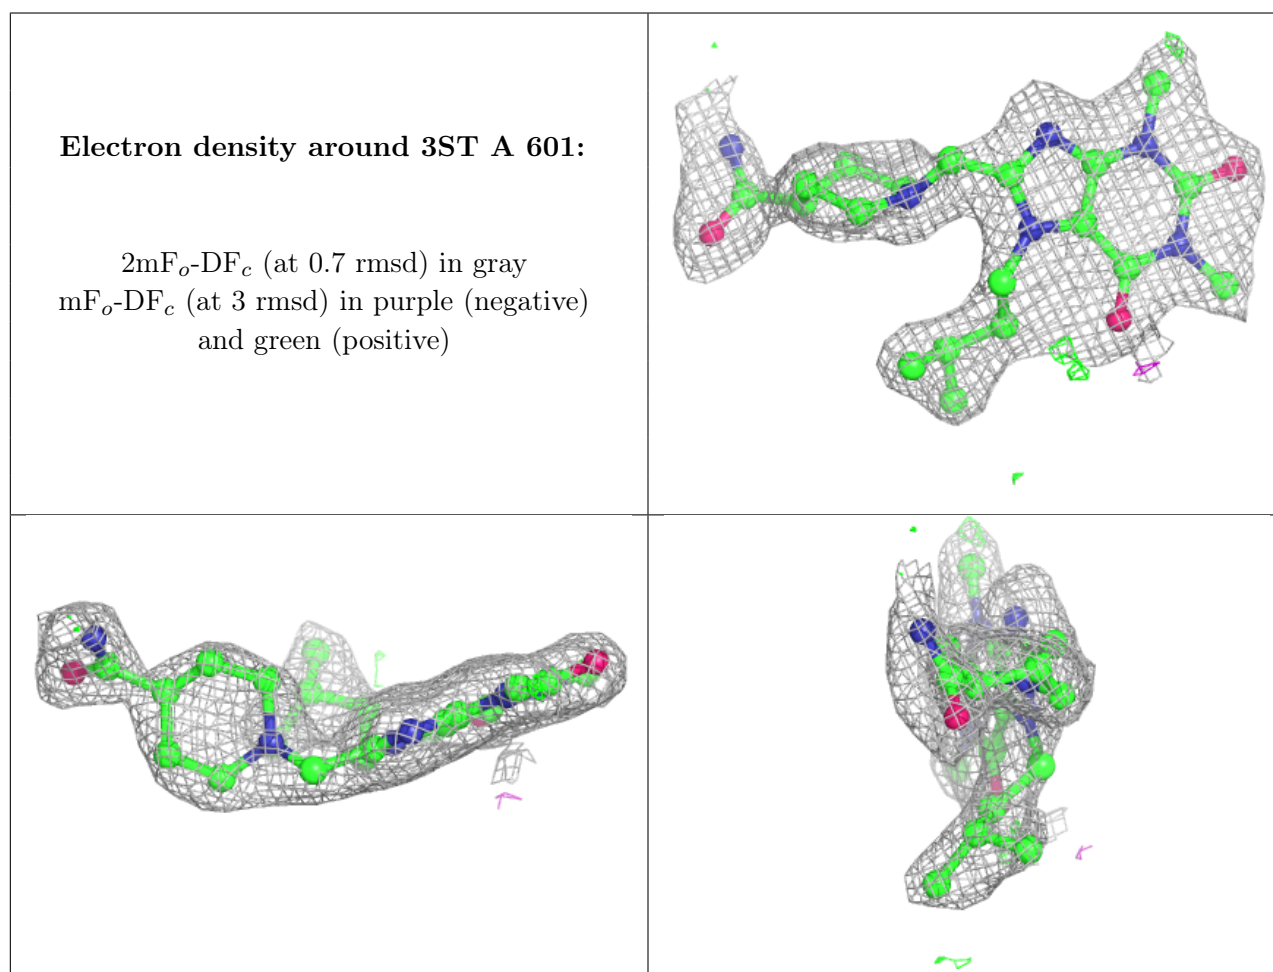 Electron density around 3ST A 601:
2mFo-DFc (at 0.7 rmsd) in gray
mFo-DFc (at 3 rmsd) in purple (negative)
and green (positive)